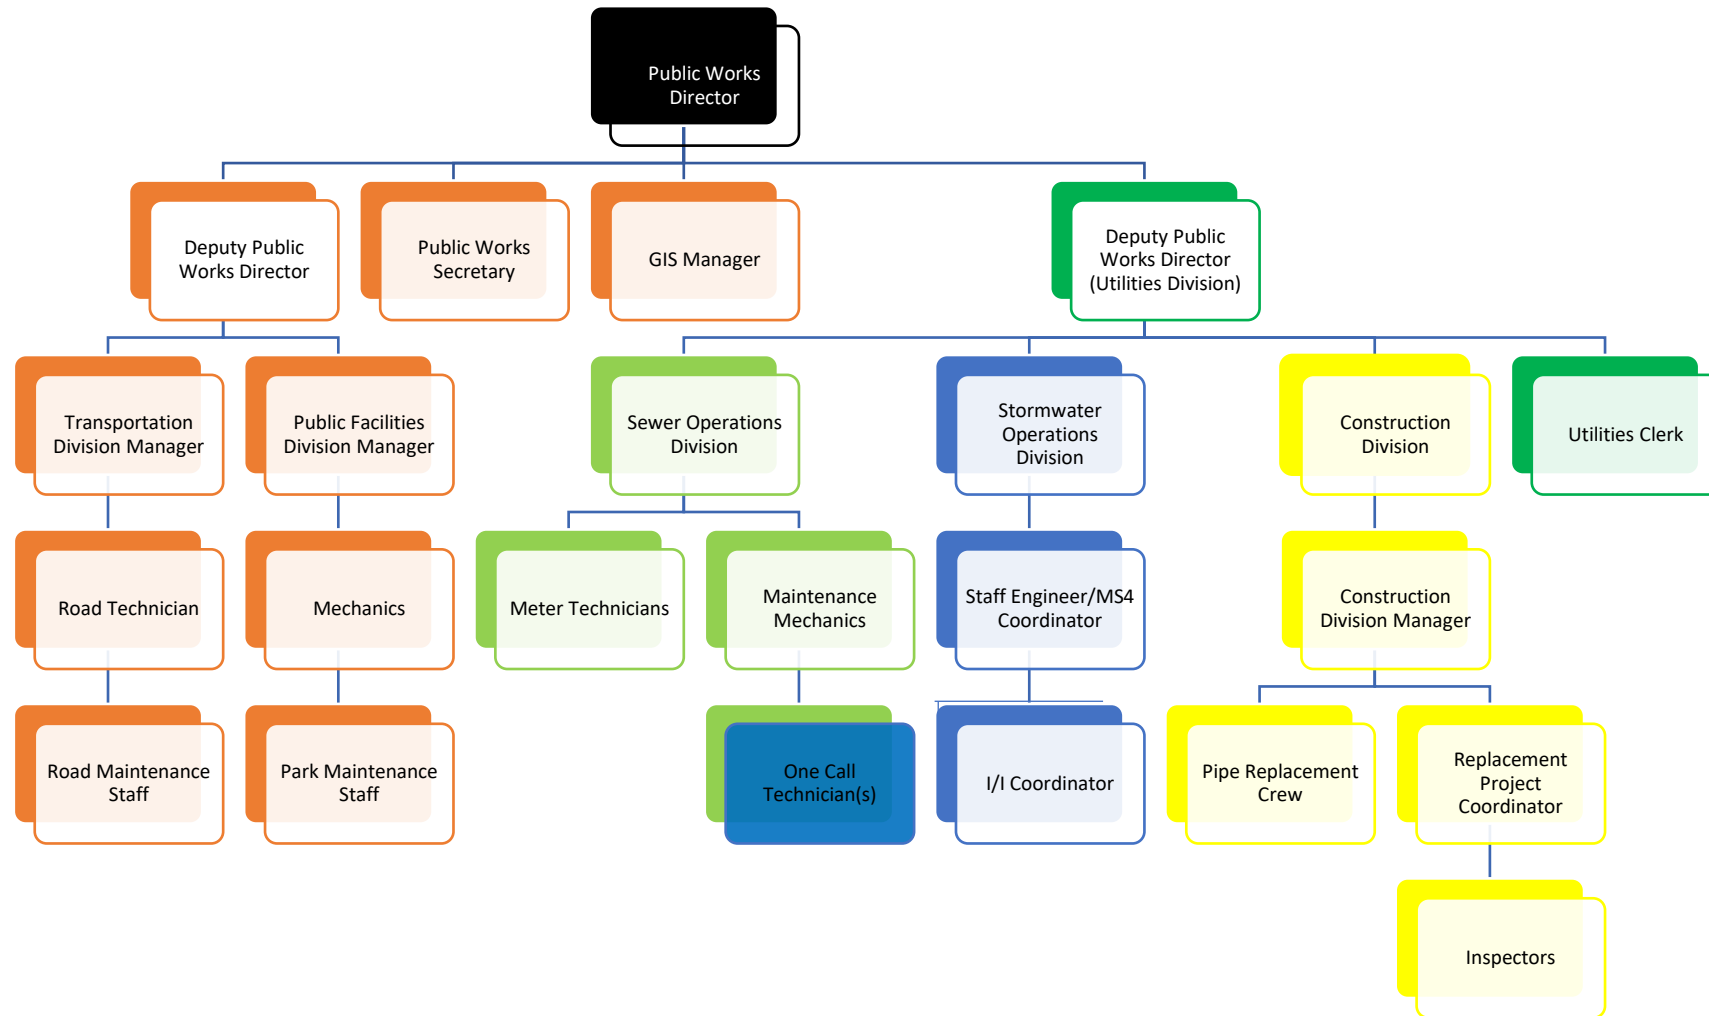 Public Works
Director
Deputy Public
Works Director
Public Works
Secretary
GIS Manager
Deputy Public
Works Director
(Utilities Division)
Transportation
Division Manager
Public Facilities
Division Manager
Sewer Operations
Division
Stormwater
Operations
Division
Construction
Division
Utilities Clerk
Road Technician
Mechanics
Meter Technicians
Maintenance
Mechanics
Staff Engineer/MS4
Coordinator
Construction
Division Manager
Road Maintenance
Staff
Park Maintenance
Staff
One Call
Technician(s)
I/I Coordinator
Pipe Replacement
Crew
Replacement
Project
Coordinator
Inspectors